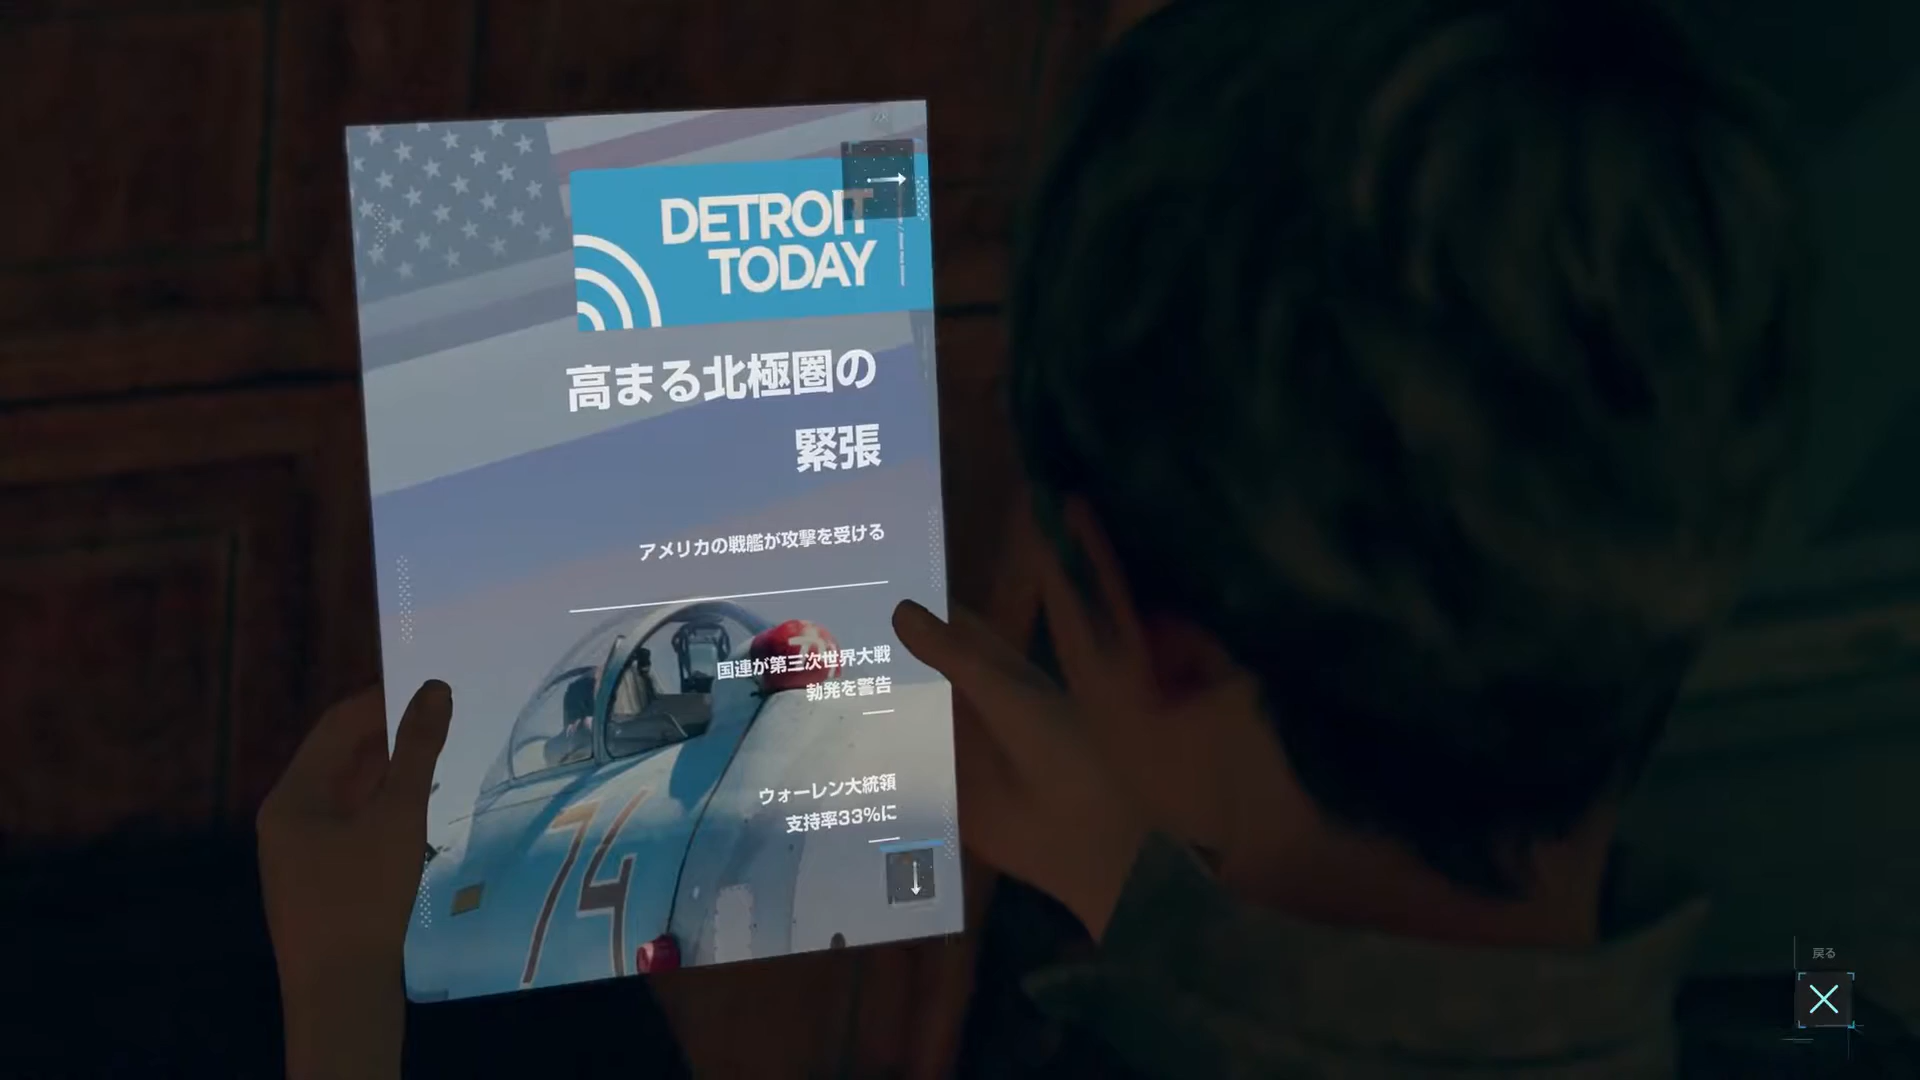 DETROIT
TODAY
高まる北極圏の
緊張
アメリカの戦艦が攻撃を受ける
国連が第三次世界大戦
勃発を警告
ウォーレン大統領
支持率33%に
74
戻る